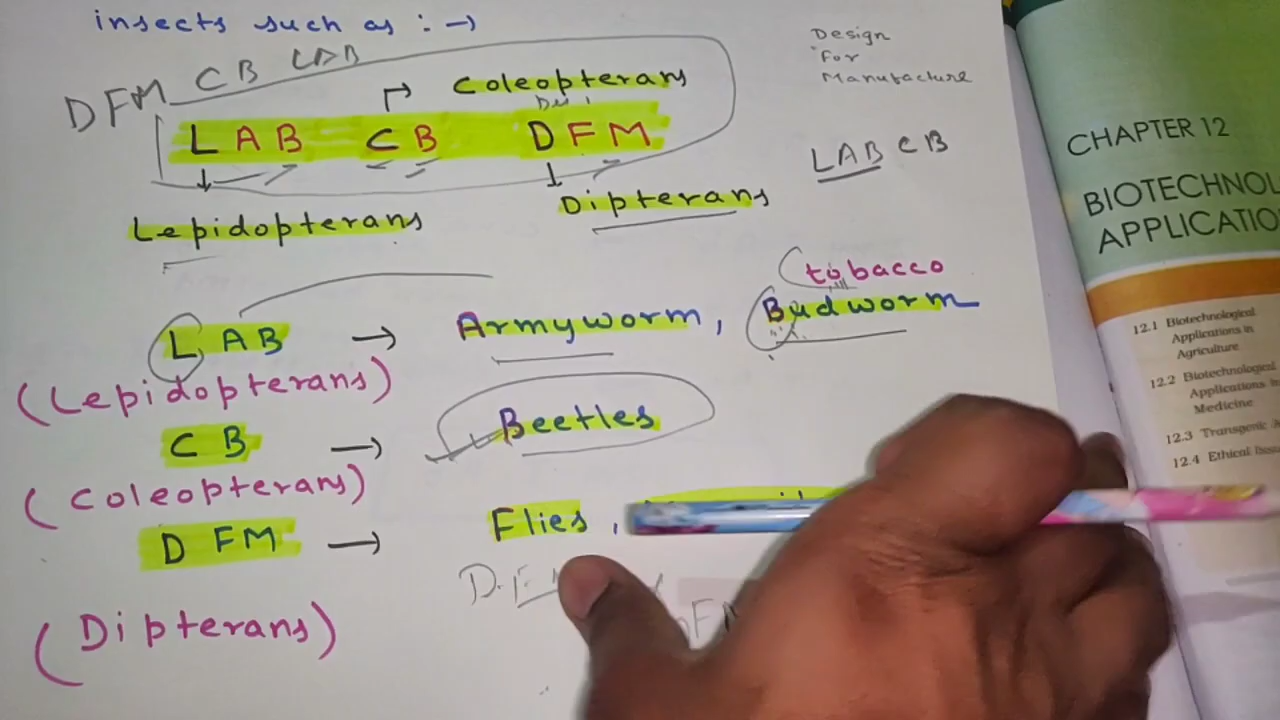 insects such as : →
DFM CB LAB
Coleopterans
LAB CB DFM
Lepidopterans
Dipterans
Design
for
Manufacture
LAB CB
tobacco
LAB → Armyworm, Budworm
(Lepidopterans)
CB → Beetles
(Coleopterans)
DFM → Flies,
(Dipterans)
CHAPTER 12
BIOTECHNOL
APPLICATIO
12.1 Biotechnological
Applications in
Agriculture
12.2 Biotechnological
Applications in
Medicine
12.3 Transgenic
12.4 Ethical